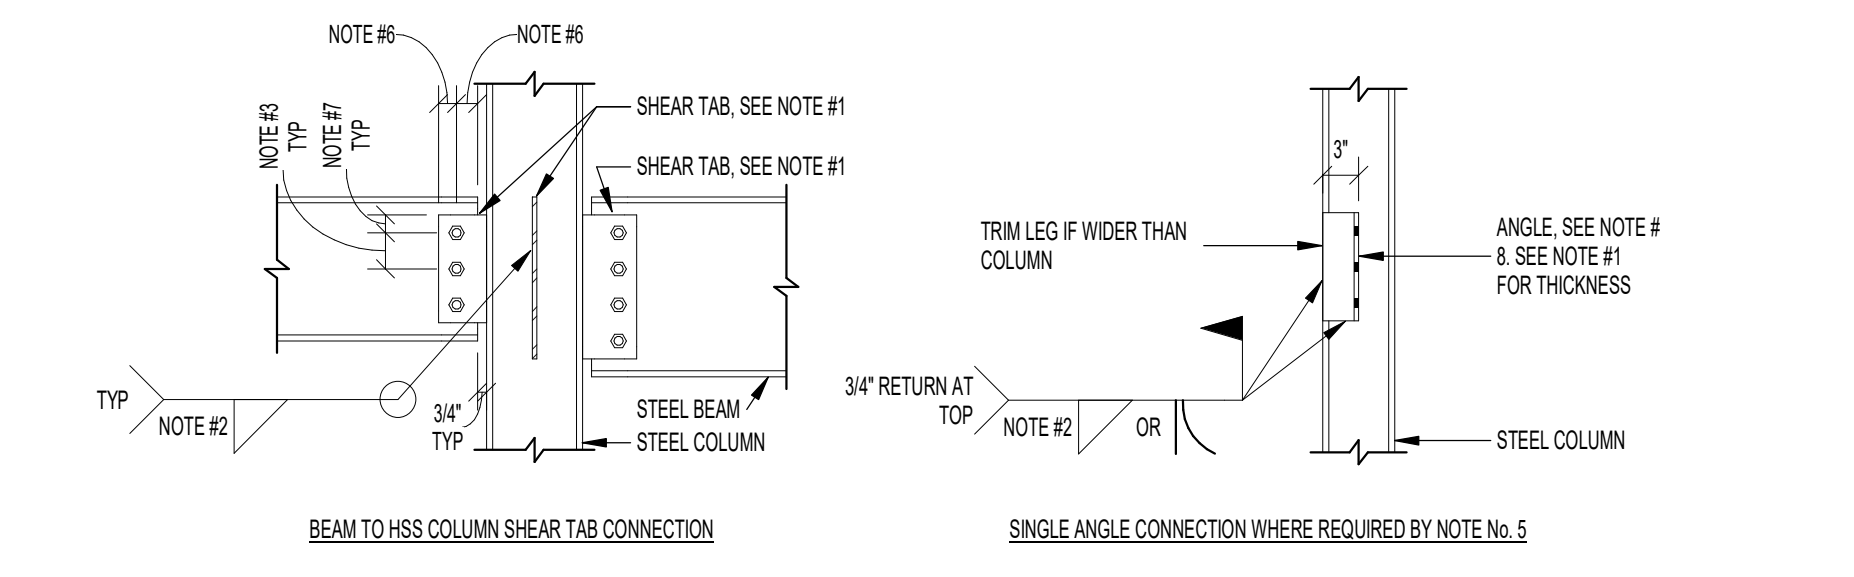 NOTE #6
NOTE #6
NOTE #3
TYP
NOTE #7
TYP
SHEAR TAB, SEE NOTE #1
SHEAR TAB, SEE NOTE #1
TYP
NOTE #2
3/4"
TYP
STEEL BEAM
STEEL COLUMN
BEAM TO HSS COLUMN SHEAR TAB CONNECTION
3"
TRIM LEG IF WIDER THAN
COLUMN
ANGLE, SEE NOTE #
8. SEE NOTE #1
FOR THICKNESS
3/4" RETURN AT
TOP
NOTE #2
OR
STEEL COLUMN
SINGLE ANGLE CONNECTION WHERE REQUIRED BY NOTE No. 5